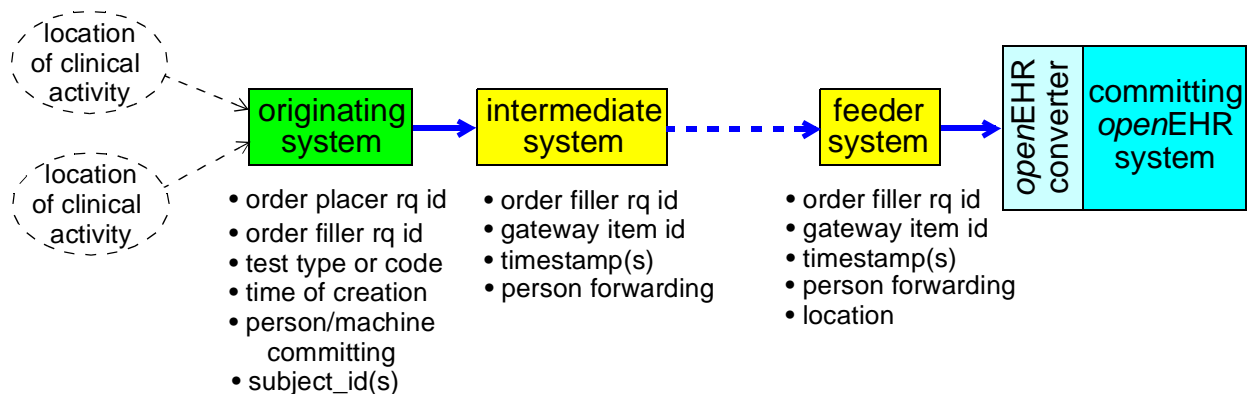 location
of clinical
activity
location
of clinical
activity
originating
system
• order placer rq id
• order filler rq id
• test type or code
• time of creation
• person/machine
committing
• subject_id(s)
intermediate
system
• order filler rq id
• gateway item id
• timestamp(s)
• person forwarding
feeder
system
• order filler rq id
• gateway item id
• timestamp(s)
• person forwarding
• location
openEHR
converter
committing
openEHR
system